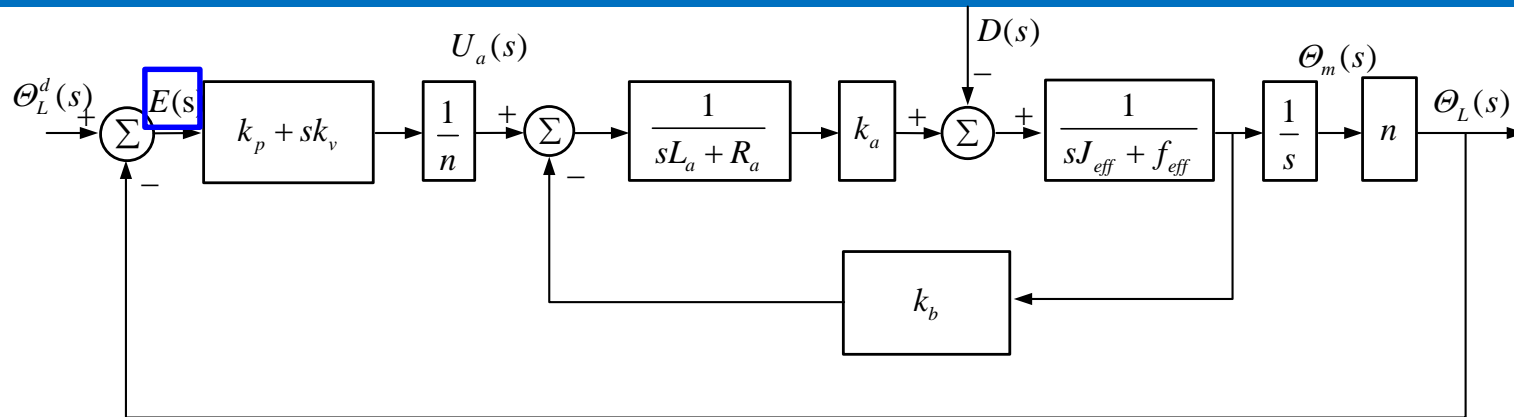 U_a(s)
D(s)
Θ_m(s)
Θ_L^d(s)
+
−
Σ
E(s
k_p + sk_v
1/n
+
−
Σ
1/(sL_a + R_a)
k_a
+
−
Σ
+
1/(sJ_eff + f_eff)
1/s
n
Θ_L(s)
k_b